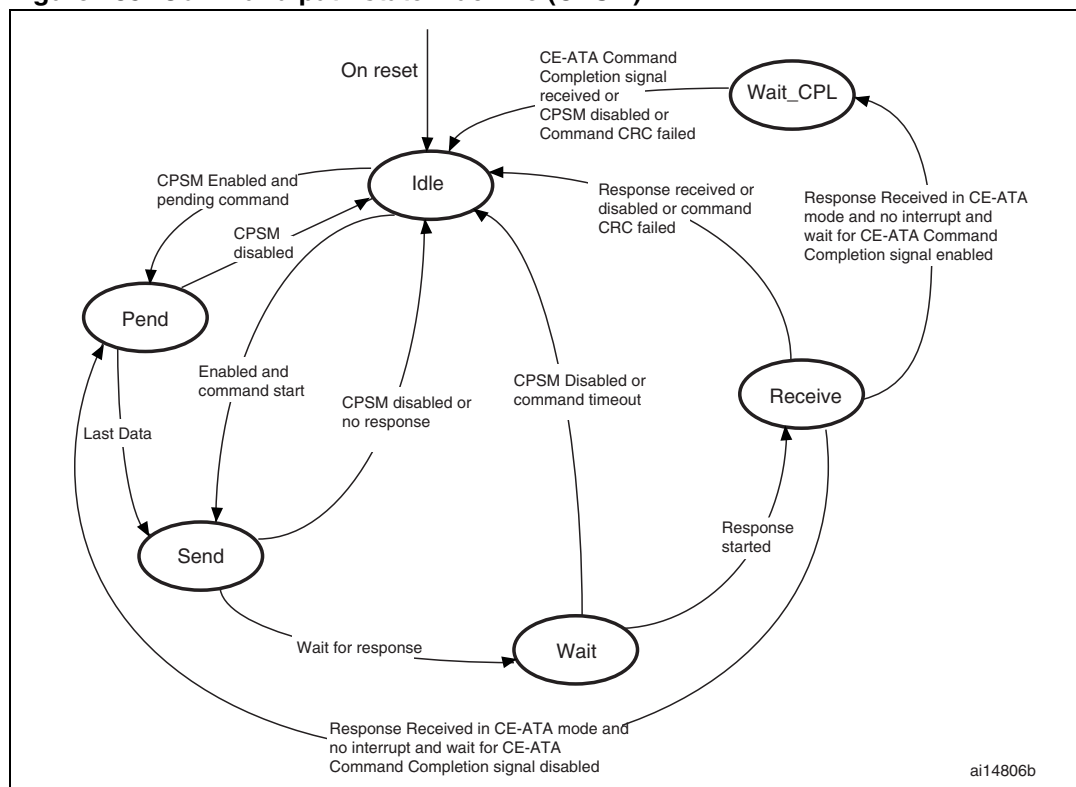 On reset
CE-ATA Command
Completion signal
received or
CPSM disabled or
Command CRC failed
Wait_CPL
Idle
CPSM Enabled and
pending command
CPSM
disabled
Response received or
disabled or command
CRC failed
Response Received in CE-ATA
mode and no interrupt and
wait for CE-ATA Command
Completion signal enabled
Pend
Enabled and
command start
CPSM disabled or
no response
CPSM Disabled or
command timeout
Receive
Last Data
Send
Response
started
Wait for response
Wait
Response Received in CE-ATA mode and
no interrupt and wait for CE-ATA
Command Completion signal disabled
ai14806b